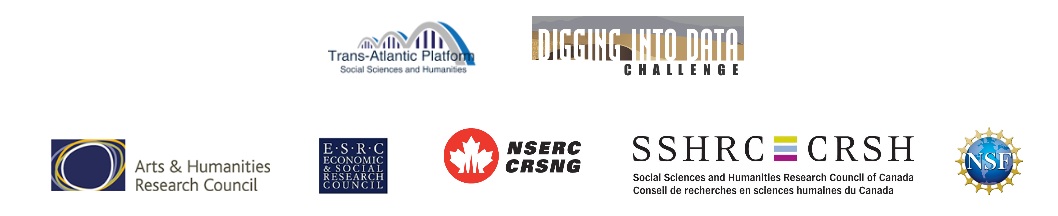 Trans-Atlantic Platform
Social Sciences and Humanities
DIGGING INTO DATA
CHALLENGE
Arts & Humanities
Research Council
E·S·R·C
ECONOMIC
& SOCIAL
RESEARCH
COUNCIL
NSERC
CRSNG
SSHRC CRSH
Social Sciences and Humanities Research Council of Canada
Conseil de recherches en sciences humaines du Canada
NSF